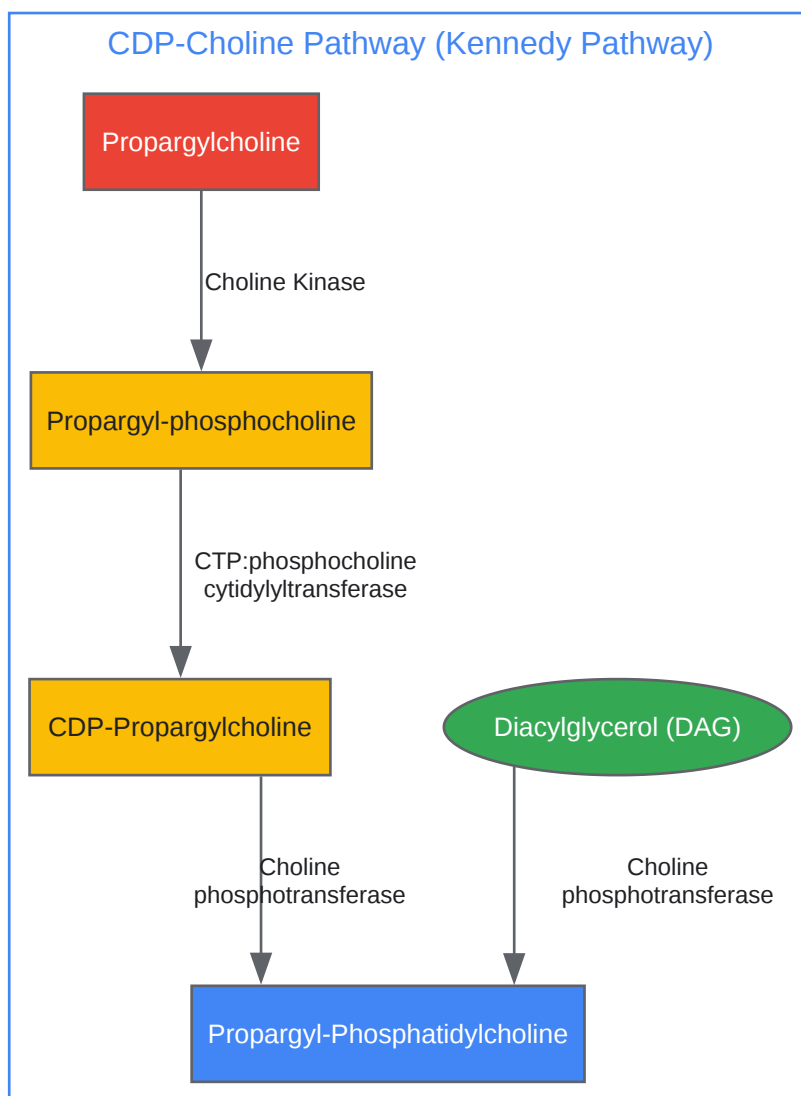 CDP-Choline Pathway (Kennedy Pathway)
Propargylcholine
Choline Kinase
Propargyl-phosphocholine
CTP:phosphocholine
cytidylyltransferase
CDP-Propargylcholine
Diacylglycerol (DAG)
Choline
phosphotransferase
Choline
phosphotransferase
Propargyl-Phosphatidylcholine